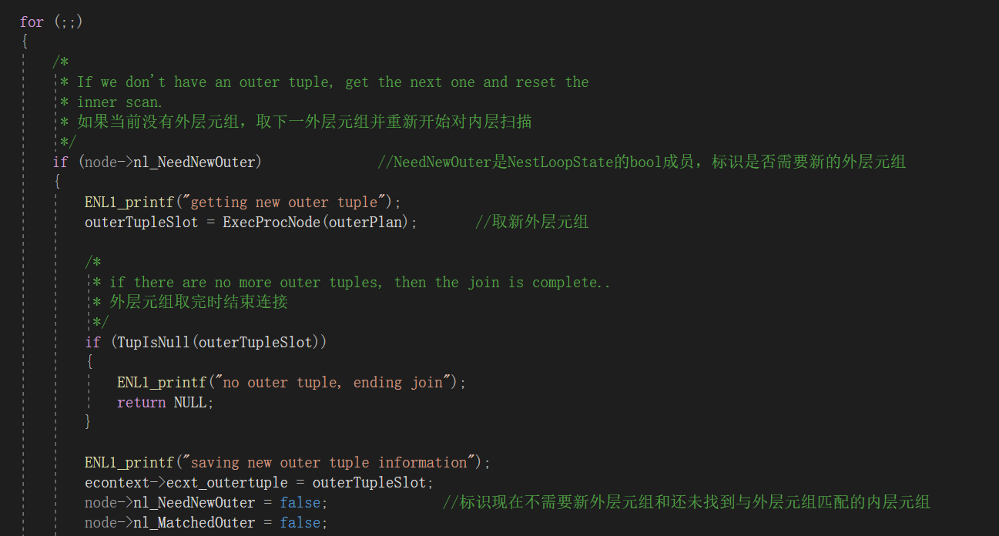 for (;;)
{
/*
* If we don't have an outer tuple, get the next one and reset the
* inner scan.
* 如果当前没有外层元组，取下一外层元组并重新开始对内层扫描
*/
if (node->nl_NeedNewOuter) //NeedNewOuter是NestLoopState的bool成员，标识是否需要新的外层元组
{
ENL1_printf("getting new outer tuple");
outerTupleSlot = ExecProcNode(outerPlan); //取新外层元组
/*
* if there are no more outer tuples, then the join is complete..
* 外层元组取完时结束连接
*/
if (TupIsNull(outerTupleSlot))
{
ENL1_printf("no outer tuple, ending join");
return NULL;
}
ENL1_printf("saving new outer tuple information");
econtext->ecxt_outertuple = outerTupleSlot;
node->nl_NeedNewOuter = false; //标识现在不需要新外层元组和还未找到与外层元组匹配的内层元组
node->nl_MatchedOuter = false;